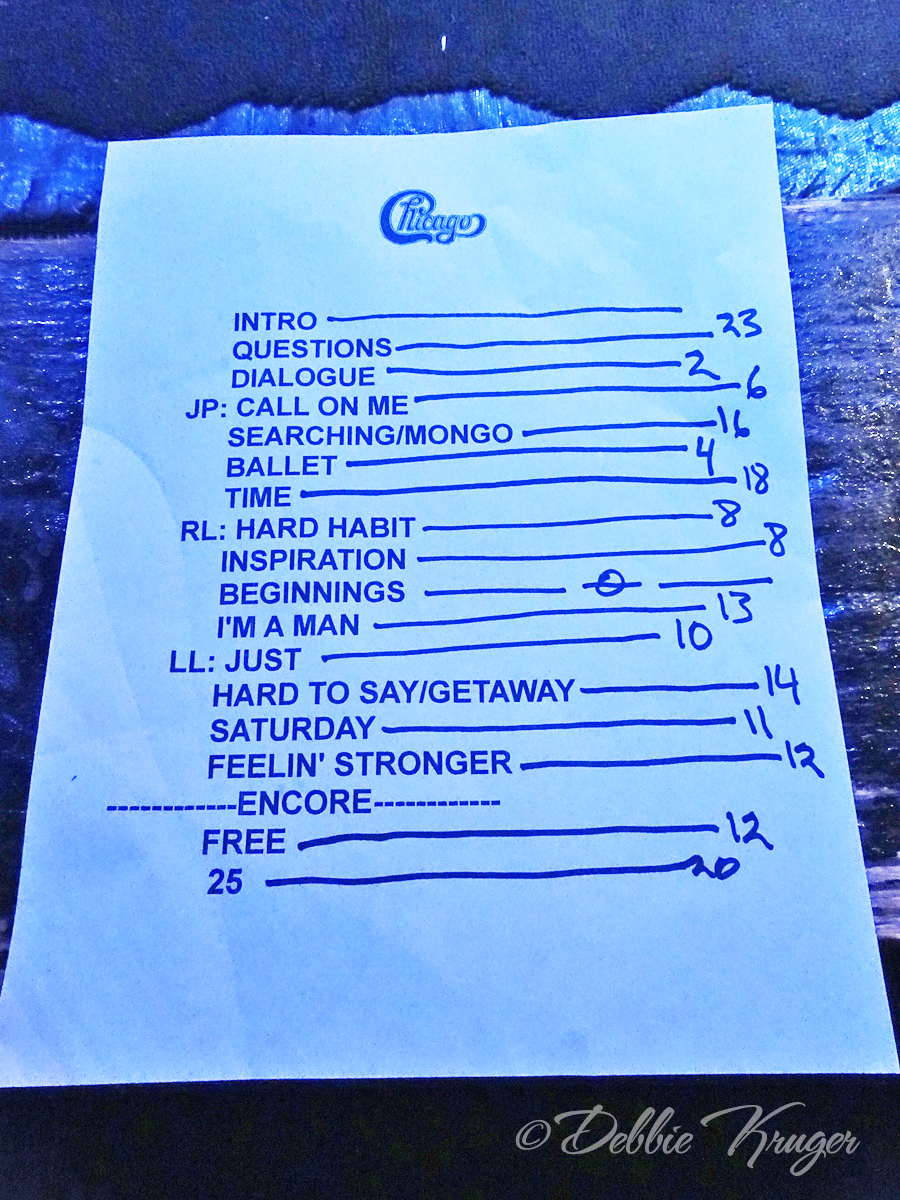 Chicago
INTRO
QUESTIONS 23
DIALOGUE 2
JP: CALL ON ME 6
SEARCHING/MONGO 16
BALLET 4
TIME 18
RL: HARD HABIT 8
INSPIRATION 8
BEGINNINGS 0
I'M A MAN 13
LL: JUST 10
HARD TO SAY/GETAWAY 14
SATURDAY 11
FEELIN' STRONGER 12
------------ENCORE------------
FREE 12
25 20
© Debbie Kruger